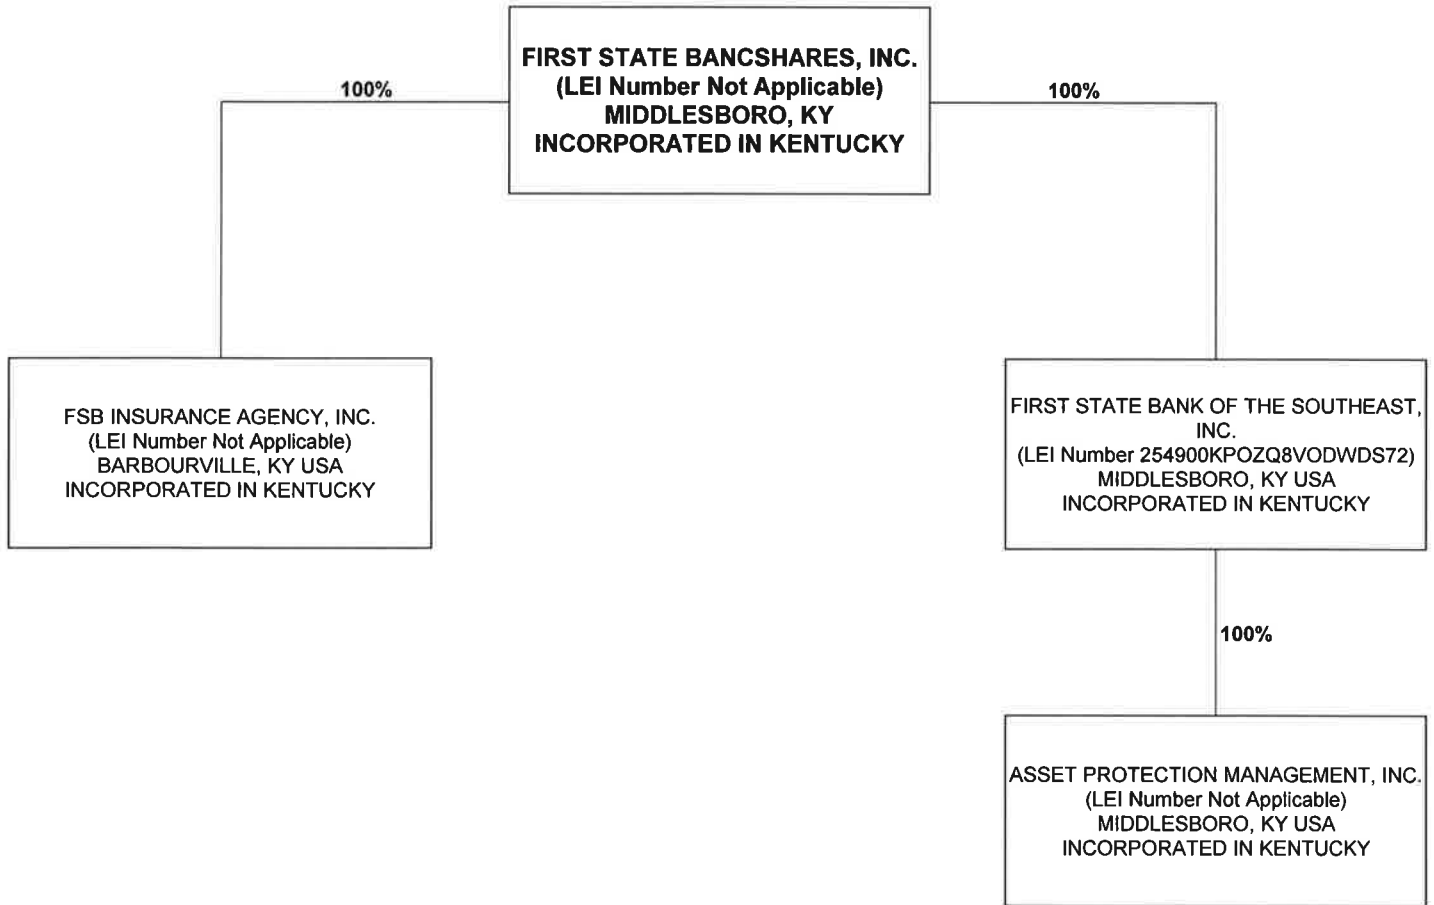 FIRST STATE BANCSHARES, INC.
(LEI Number Not Applicable)
MIDDLESBORO, KY
INCORPORATED IN KENTUCKY
100%
100%
FSB INSURANCE AGENCY, INC.
(LEI Number Not Applicable)
BARBOURVILLE, KY USA
INCORPORATED IN KENTUCKY
FIRST STATE BANK OF THE SOUTHEAST,
INC.
(LEI Number 254900KPOZQ8VODWDS72)
MIDDLESBORO, KY USA
INCORPORATED IN KENTUCKY
100%
ASSET PROTECTION MANAGEMENT, INC.
(LEI Number Not Applicable)
MIDDLESBORO, KY USA
INCORPORATED IN KENTUCKY